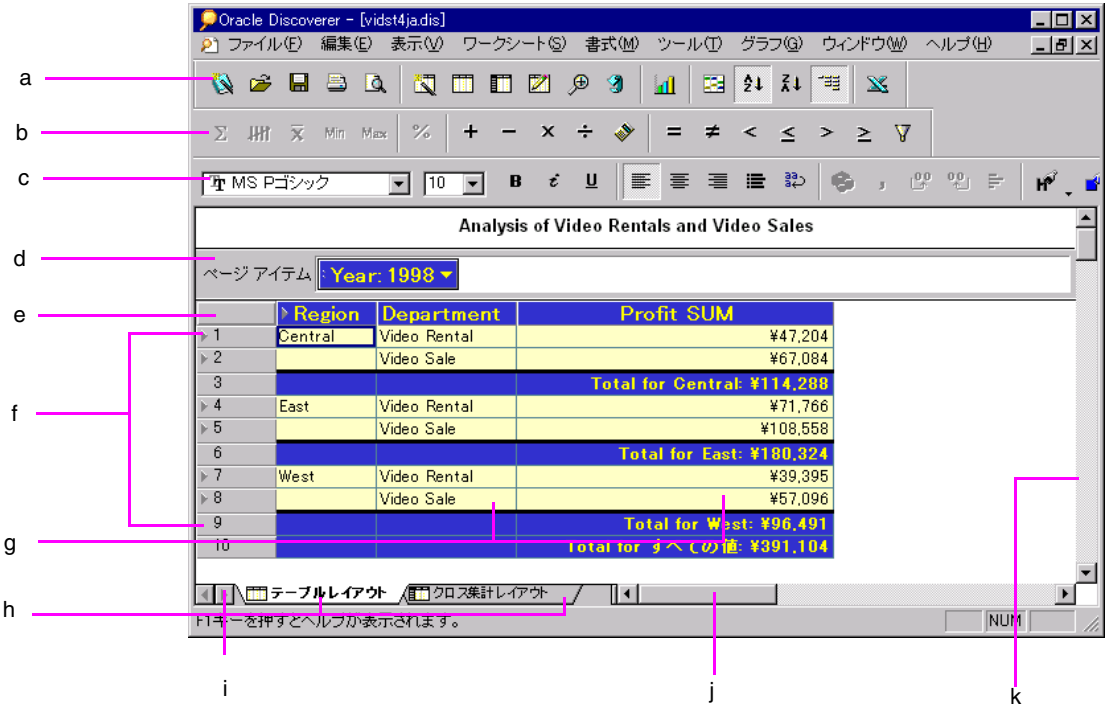 Oracle Discoverer - [vidst4ja.dis]
ファイル(F) 編集(E) 表示(V) ワークシート(S) 書式(M) ツール(T) グラフ(G) ウィンドウ(W) ヘルプ(H)
a
b
Σ Min Max % + - × ÷ = ≠ < ≤ > ≥
c
MS Pゴシック 10 B i U
Analysis of Video Rentals and Video Sales
d
ページ アイテム Year: 1998
e
Region Department Profit SUM
1 Central Video Rental ¥47,204
2 Video Sale ¥67,084
3 Total for Central: ¥114,288
f
4 East Video Rental ¥71,766
5 Video Sale ¥108,558
6 Total for East: ¥180,324
7 West Video Rental ¥39,395
8 Video Sale ¥57,096
9 Total for West: ¥96,491
g
10 Total for すべての値: ¥391,104
k
テーブルレイアウト クロス集計レイアウト
h
F1キーを押すとヘルプが表示されます。 NUM
i
j